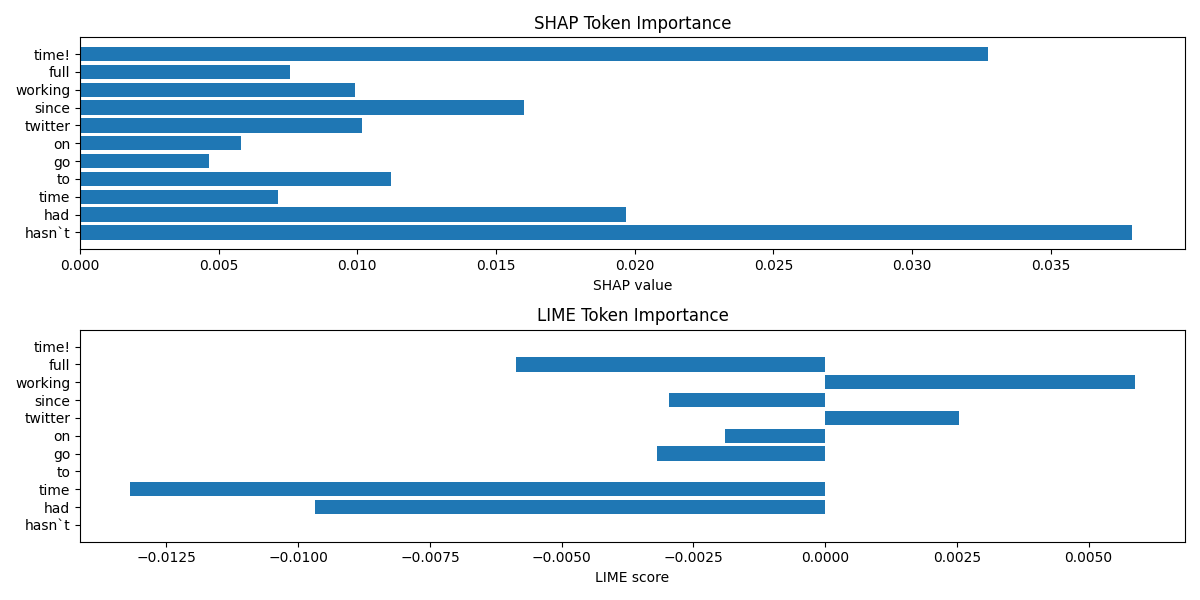 SHAP Token Importance
time!
full
working
since
twitter
on
go
to
time
had
hasn`t
0.000 0.005 0.010 0.015 0.020 0.025 0.030 0.035
SHAP value
LIME Token Importance
time!
full
working
since
twitter
on
go
to
time
had
hasn`t
−0.0125 −0.0100 −0.0075 −0.0050 −0.0025 0.0000 0.0025 0.0050
LIME score